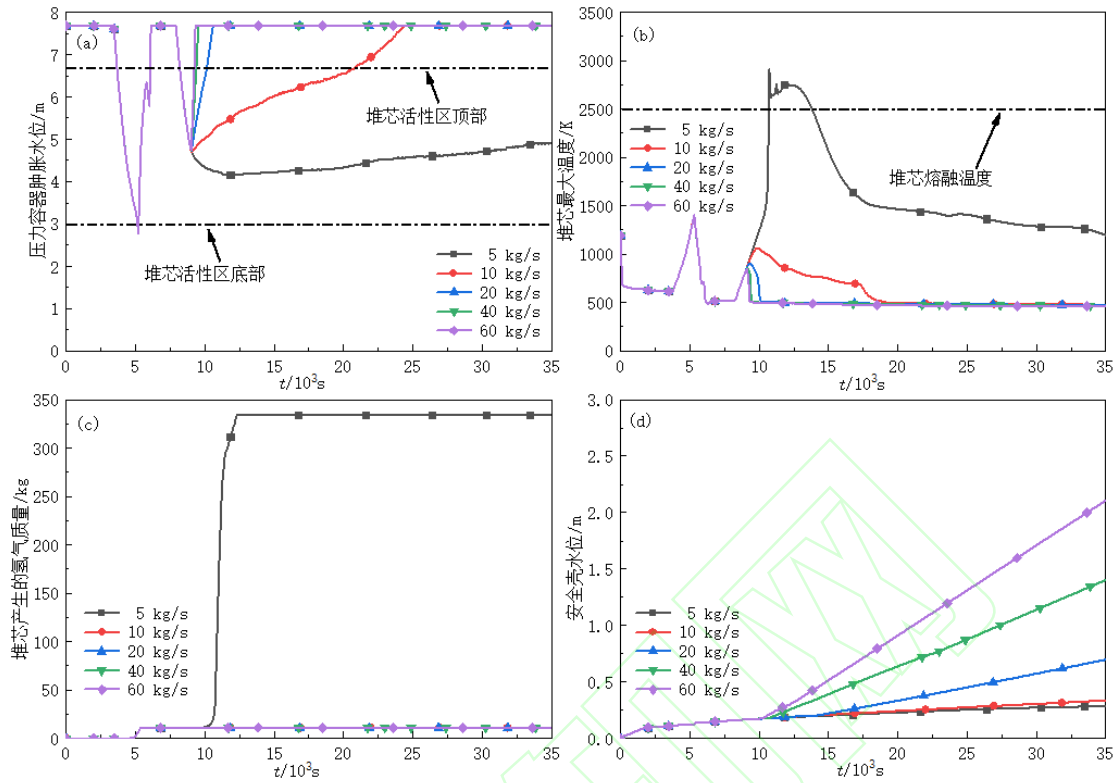 (a)
压力容器肿胀水位/m
8
7
6
5
4
3
2
1
0
堆芯活性区顶部
堆芯活性区底部
5 kg/s
10 kg/s
20 kg/s
40 kg/s
60 kg/s
0 5 10 15 20 25 30 35
t/10³s
(b)
堆芯最大温度/K
3500
3000
2500
2000
1500
1000
500
0
5 kg/s
10 kg/s
20 kg/s
40 kg/s
60 kg/s
堆芯熔融温度
0 5 10 15 20 25 30 35
t/10³s
(c)
堆芯产生的氢气质量/kg
350
300
250
200
150
100
50
0
5 kg/s
10 kg/s
20 kg/s
40 kg/s
60 kg/s
0 5 10 15 20 25 30 35
t/10³s
(d)
安全壳水位/m
3.0
2.5
2.0
1.5
1.0
0.5
0.0
5 kg/s
10 kg/s
20 kg/s
40 kg/s
60 kg/s
0 5 10 15 20 25 30 35
t/10³s